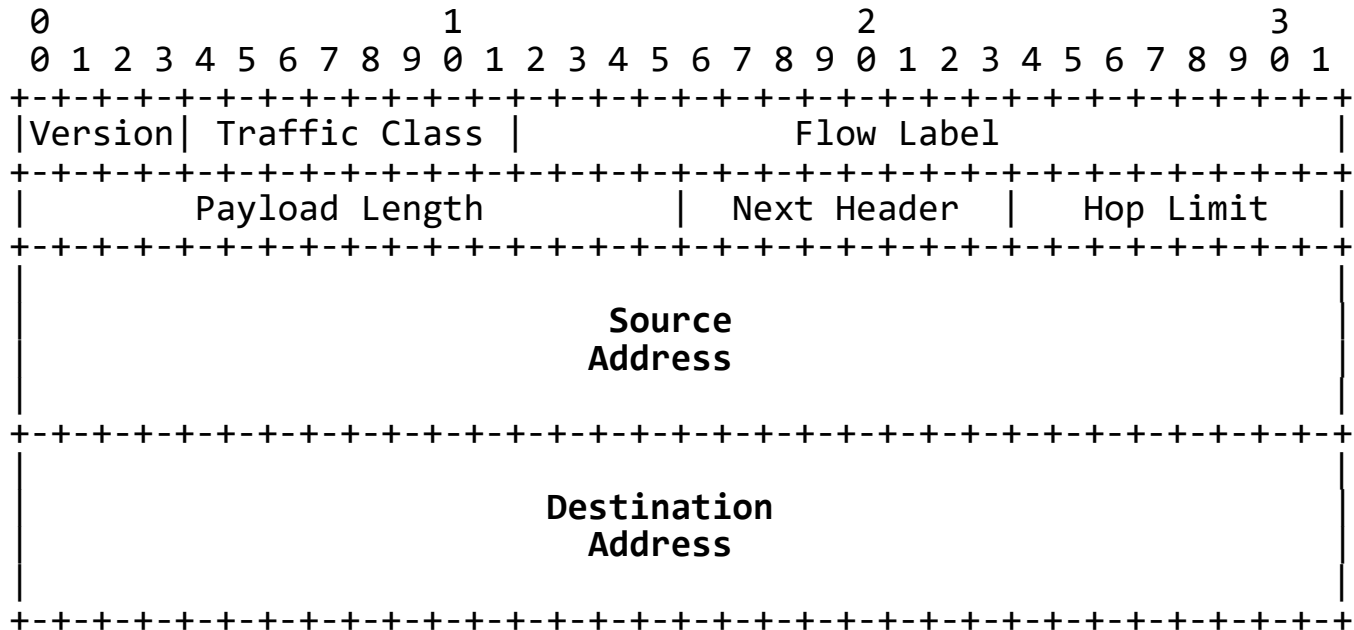 0                   1                   2                   3
 0 1 2 3 4 5 6 7 8 9 0 1 2 3 4 5 6 7 8 9 0 1 2 3 4 5 6 7 8 9 0 1
+-+-+-+-+-+-+-+-+-+-+-+-+-+-+-+-+-+-+-+-+-+-+-+-+-+-+-+-+-+-+-+-+
|Version| Traffic Class |             Flow Label                |
+-+-+-+-+-+-+-+-+-+-+-+-+-+-+-+-+-+-+-+-+-+-+-+-+-+-+-+-+-+-+-+-+
|        Payload Length         |  Next Header  |   Hop Limit   |
+-+-+-+-+-+-+-+-+-+-+-+-+-+-+-+-+-+-+-+-+-+-+-+-+-+-+-+-+-+-+-+-+
|                                                               |
|                            Source                             |
|                           Address                             |
|                                                               |
+-+-+-+-+-+-+-+-+-+-+-+-+-+-+-+-+-+-+-+-+-+-+-+-+-+-+-+-+-+-+-+-+
|                                                               |
|                         Destination                           |
|                           Address                             |
|                                                               |
+-+-+-+-+-+-+-+-+-+-+-+-+-+-+-+-+-+-+-+-+-+-+-+-+-+-+-+-+-+-+-+-+